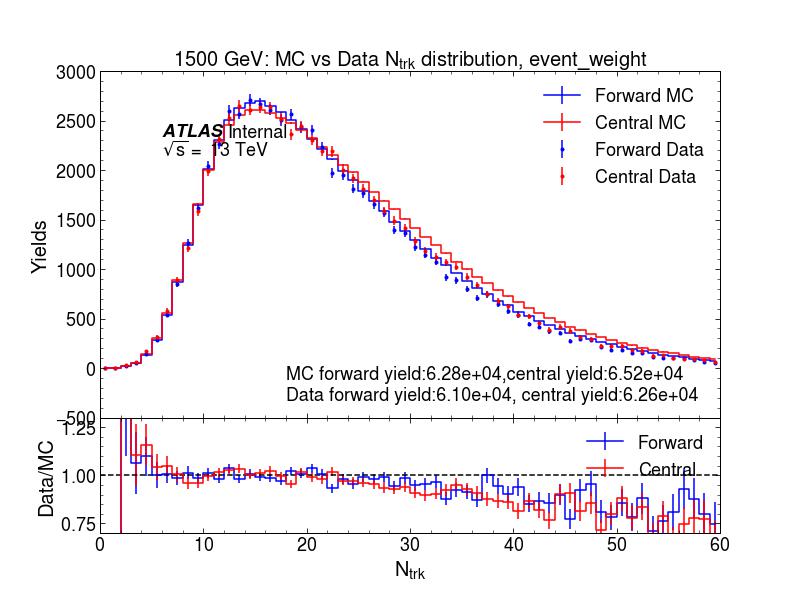 1500 GeV: MC vs Data Ntrk distribution, event_weight
3000
2500
2000
1500
1000
500
0
−500
Yields
ATLAS Internal
√s = 13 TeV
Forward MC
Central MC
Forward Data
Central Data
MC forward yield:6.28e+04,central yield:6.52e+04
Data forward yield:6.10e+04, central yield:6.26e+04
1.25
1.00
0.75
Data/MC
Forward
Central
0 10 20 30 40 50 60
Ntrk